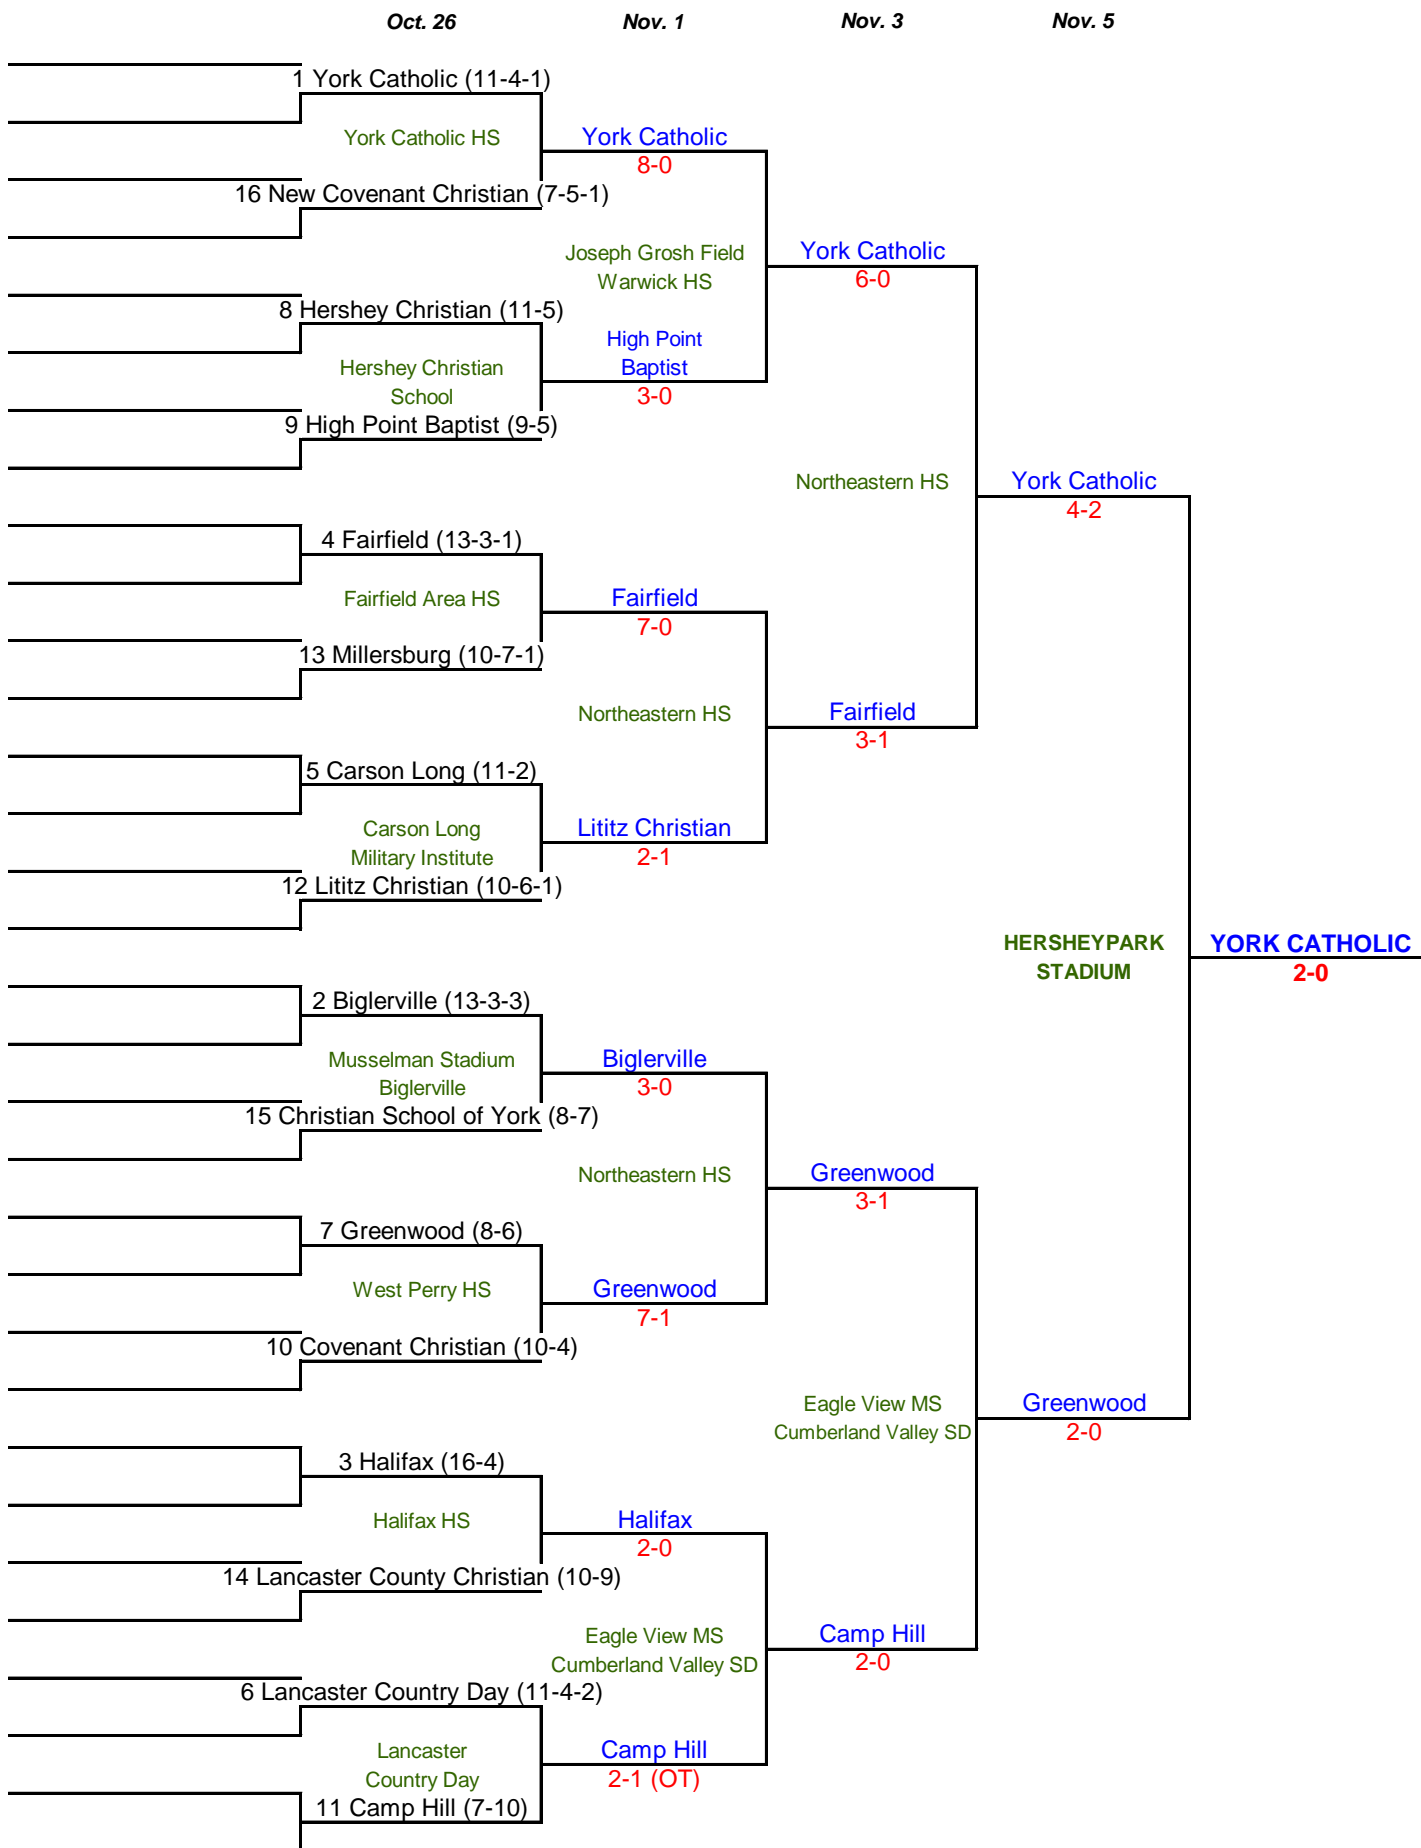 Oct. 26 Nov. 1 Nov. 3 Nov. 5
1 York Catholic (11-4-1)
York Catholic HS
York Catholic
8-0
16 New Covenant Christian (7-5-1)
Joseph Grosh Field
Warwick HS
York Catholic
6-0
8 Hershey Christian (11-5)
Hershey Christian
School
High Point
Baptist
3-0
9 High Point Baptist (9-5)
Northeastern HS
York Catholic
4-2
4 Fairfield (13-3-1)
Fairfield Area HS
Fairfield
7-0
13 Millersburg (10-7-1)
Northeastern HS
Fairfield
3-1
5 Carson Long (11-2)
Carson Long
Military Institute
Lititz Christian
2-1
12 Lititz Christian (10-6-1)
HERSHEYPARK
STADIUM
YORK CATHOLIC
2-0
2 Biglerville (13-3-3)
Musselman Stadium
Biglerville
Biglerville
3-0
15 Christian School of York (8-7)
Northeastern HS
Greenwood
3-1
7 Greenwood (8-6)
West Perry HS
Greenwood
7-1
10 Covenant Christian (10-4)
Eagle View MS
Cumberland Valley SD
Greenwood
2-0
3 Halifax (16-4)
Halifax HS
Halifax
2-0
14 Lancaster County Christian (10-9)
Eagle View MS
Cumberland Valley SD
Camp Hill
2-0
6 Lancaster Country Day (11-4-2)
Lancaster
Country Day
Camp Hill
2-1 (OT)
11 Camp Hill (7-10)